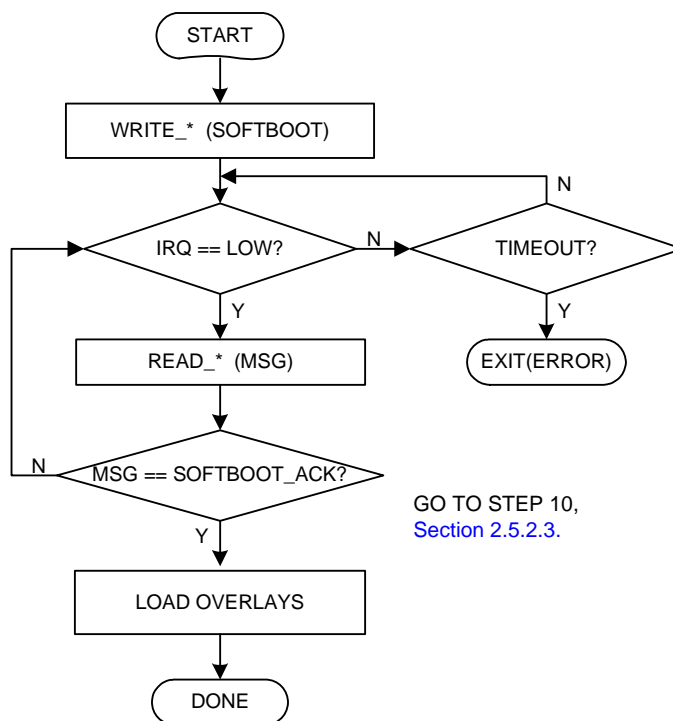 START
WRITE_* (SOFTBOOT)
N
IRQ == LOW?
N
TIMEOUT?
Y
Y
READ_* (MSG)
EXIT(ERROR)
N
MSG == SOFTBOOT_ACK?
GO TO STEP 10,
Section 2.5.2.3.
Y
LOAD OVERLAYS
DONE